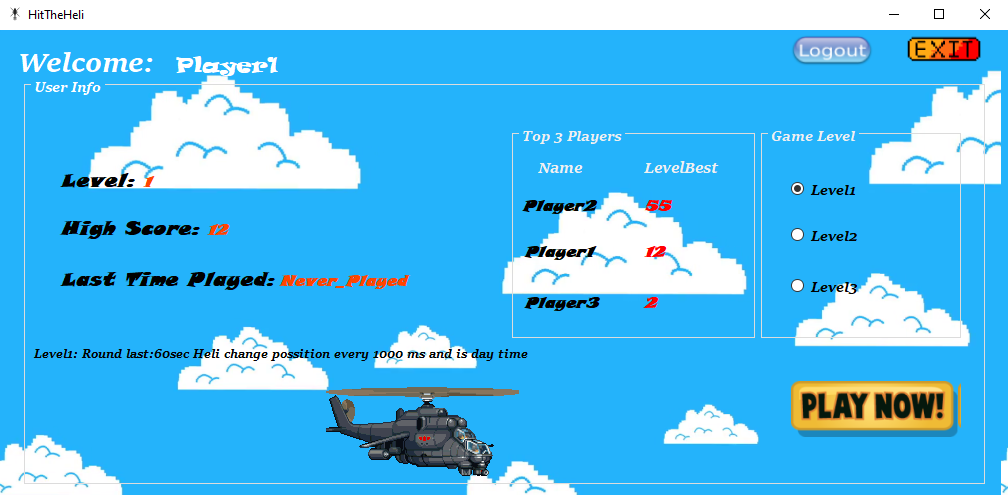 HitTheHeli
Welcome: Player1
Logout
EXIT
User Info
Level: 1
High Score: 12
Last Time Played: Never_Played
Top 3 Players
Name LevelBest
Player2 55
Player1 12
Player3 2
Game Level
Level1
Level2
Level3
Level1: Round last:60sec Heli change possition every 1000 ms and is day time
PLAY NOW!